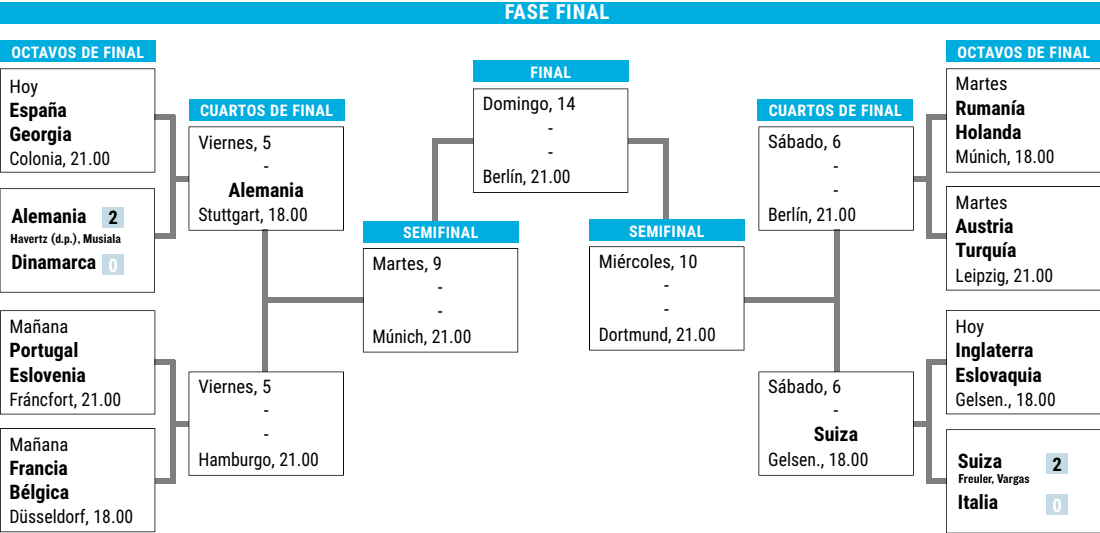 FASE FINAL
OCTAVOS DE FINAL
Hoy
España
Georgia
Colonia, 21.00
Alemania 2
Havertz (d.p.), Musiala
Dinamarca 0
Mañana
Portugal
Eslovenia
Fráncfort, 21.00
Mañana
Francia
Bélgica
Düsseldorf, 18.00
CUARTOS DE FINAL
Viernes, 5
-
Alemania
Stuttgart, 18.00
Viernes, 5
-
-
Hamburgo, 21.00
SEMIFINAL
Martes, 9
-
-
Múnich, 21.00
FINAL
Domingo, 14
-
-
Berlín, 21.00
SEMIFINAL
Miércoles, 10
-
-
Dortmund, 21.00
CUARTOS DE FINAL
Sábado, 6
-
-
Berlín, 21.00
Sábado, 6
-
Suiza
Gelsen., 18.00
OCTAVOS DE FINAL
Martes
Rumanía
Holanda
Múnich, 18.00
Martes
Austria
Turquía
Leipzig, 21.00
Hoy
Inglaterra
Eslovaquia
Gelsen., 18.00
Suiza 2
Freuler, Vargas
Italia 0